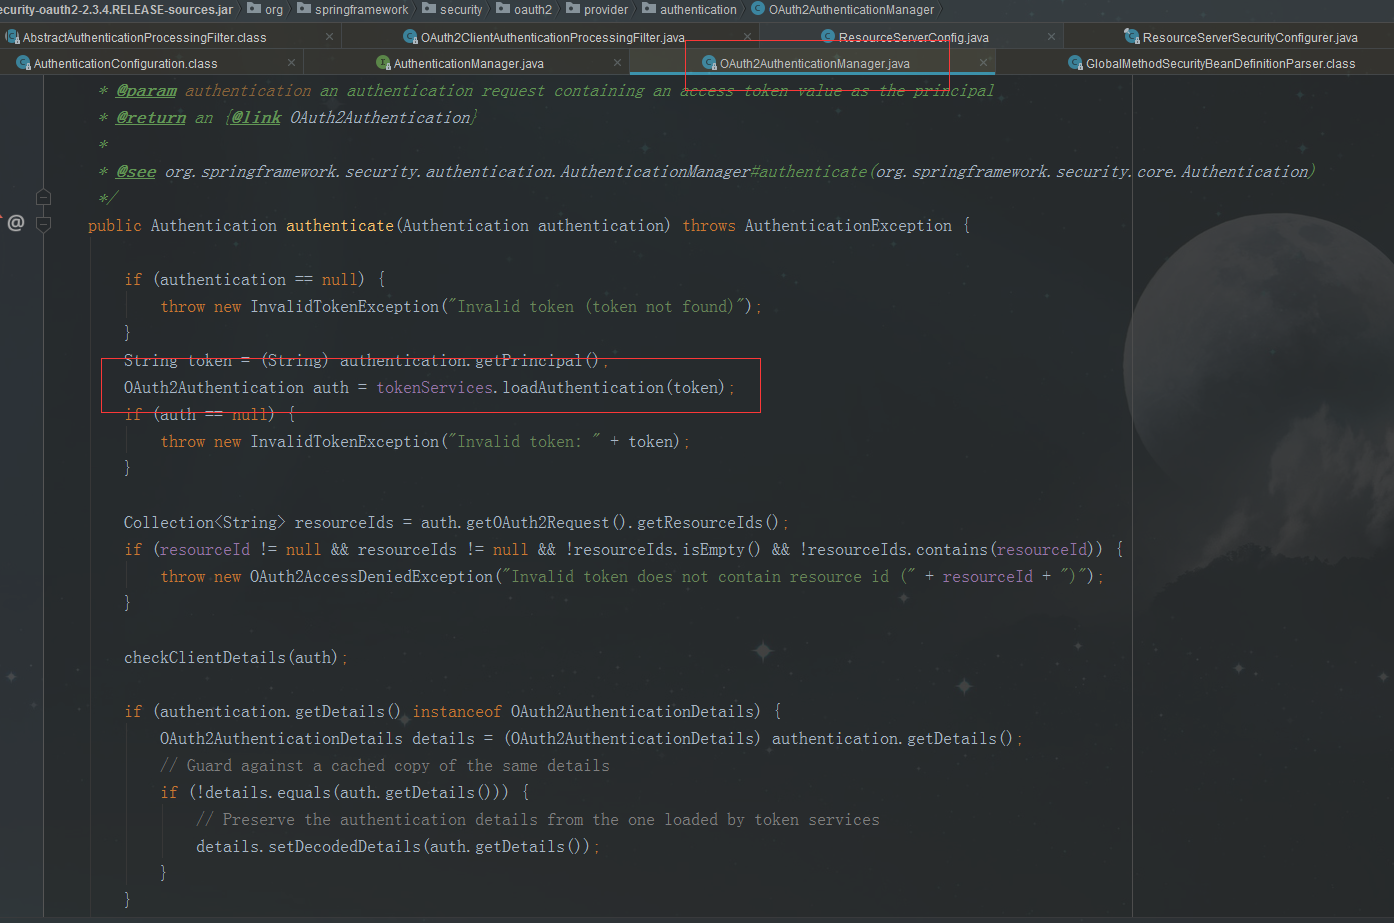 ecurity-oauth2-2.3.4.RELEASE-sources.jar org springframework security oauth2 provider authentication OAuth2AuthenticationManager
AbstractAuthenticationProcessingFilter.class OAuth2ClientAuthenticationProcessingFilter.java ResourceServerConfig.java ResourceServerSecurityConfigurer.java
AuthenticationConfiguration.class AuthenticationManager.java OAuth2AuthenticationManager.java GlobalMethodSecurityBeanDefinitionParser.class
* @param authentication an authentication request containing an access token value as the principal
* @return an {@link OAuth2Authentication}
*
* @see org.springframework.security.authentication.AuthenticationManager#authenticate(org.springframework.security.core.Authentication)
*/
public Authentication authenticate(Authentication authentication) throws AuthenticationException {
if (authentication == null) {
throw new InvalidTokenException("Invalid token (token not found)");
}
String token = (String) authentication.getPrincipal();
OAuth2Authentication auth = tokenServices.loadAuthentication(token);
if (auth == null) {
throw new InvalidTokenException("Invalid token: " + token);
}
Collection<String> resourceIds = auth.getOAuth2Request().getResourceIds();
if (resourceId != null && resourceIds != null && !resourceIds.isEmpty() && !resourceIds.contains(resourceId)) {
throw new OAuth2AccessDeniedException("Invalid token does not contain resource id (" + resourceId + ")");
}
checkClientDetails(auth);
if (authentication.getDetails() instanceof OAuth2AuthenticationDetails) {
OAuth2AuthenticationDetails details = (OAuth2AuthenticationDetails) authentication.getDetails();
// Guard against a cached copy of the same details
if (!details.equals(auth.getDetails())) {
// Preserve the authentication details from the one loaded by token services
details.setDecodedDetails(auth.getDetails());
}
}